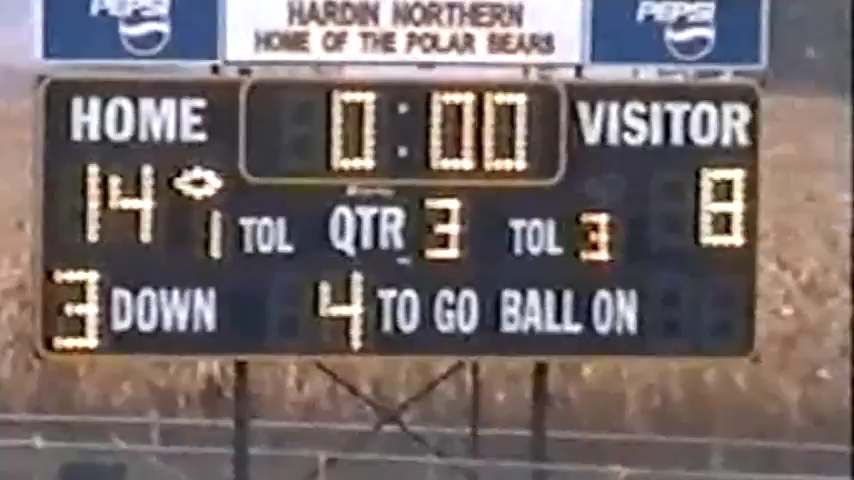 PEPSI HARDIN NORTHERN PEPSI
HOME OF THE POLAR BEARS
HOME 0:00 VISITOR
14 1 TOL QTR 3 TOL 3 8
3 DOWN 4 TO GO BALL ON